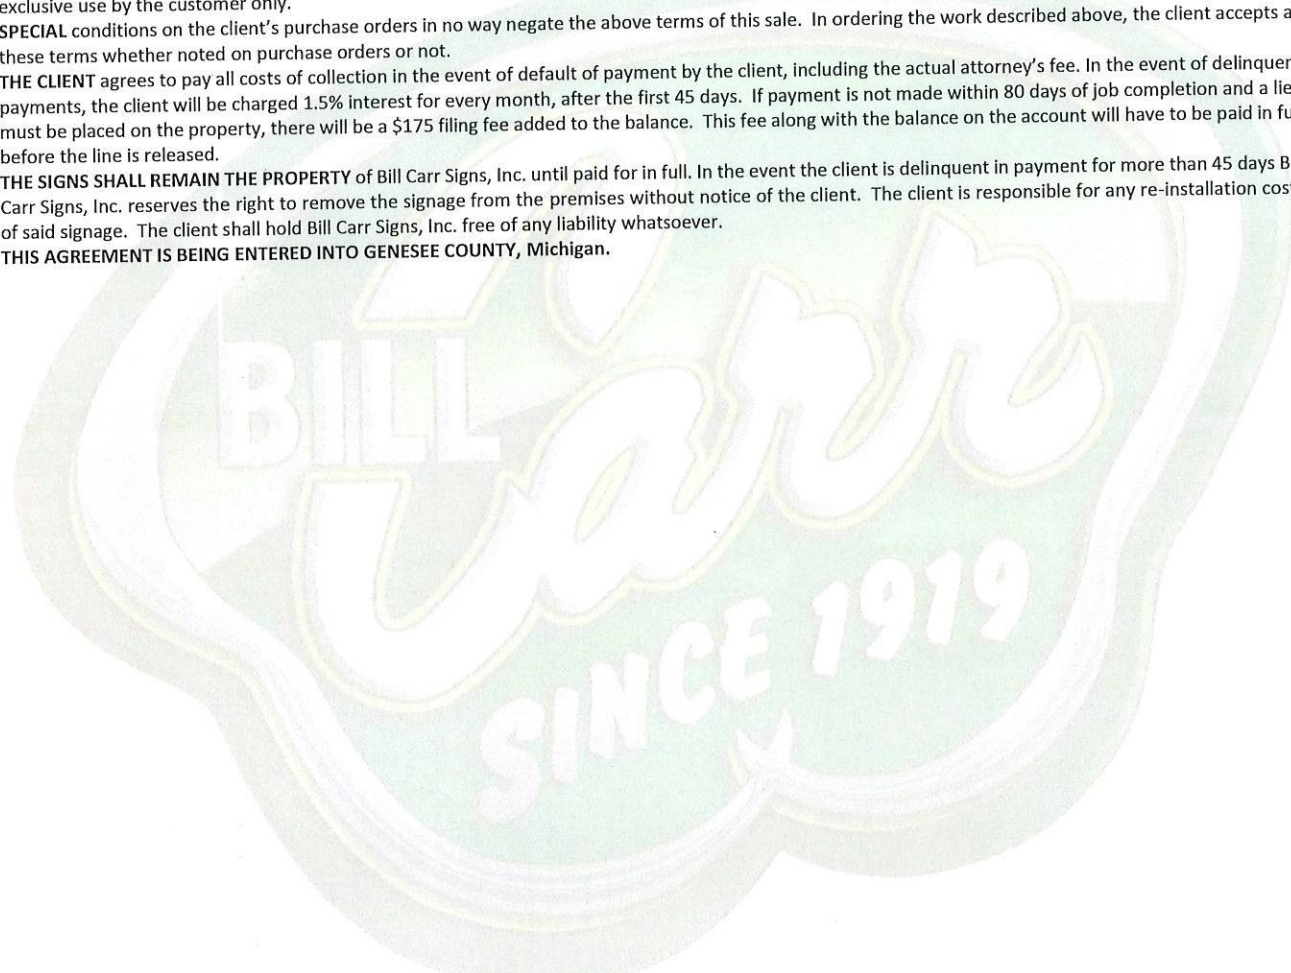 exclusive use by the customer only.
SPECIAL conditions on the client's purchase orders in no way negate the above terms of this sale. In ordering the work described above, the client accepts a
these terms whether noted on purchase orders or not.
THE CLIENT agrees to pay all costs of collection in the event of default of payment by the client, including the actual attorney's fee. In the event of delinquen
payments, the client will be charged 1.5% interest for every month, after the first 45 days. If payment is not made within 80 days of job completion and a lie
must be placed on the property, there will be a $175 filing fee added to the balance. This fee along with the balance on the account will have to be paid in fu
before the line is released.
THE SIGNS SHALL REMAIN THE PROPERTY of Bill Carr Signs, Inc. until paid for in full. In the event the client is delinquent in payment for more than 45 days B
Carr Signs, Inc. reserves the right to remove the signage from the premises without notice of the client. The client is responsible for any re-installation cos
of said signage. The client shall hold Bill Carr Signs, Inc. free of any liability whatsoever.
THIS AGREEMENT IS BEING ENTERED INTO GENESEE COUNTY, Michigan.
BILL
Carr
SINCE 1919